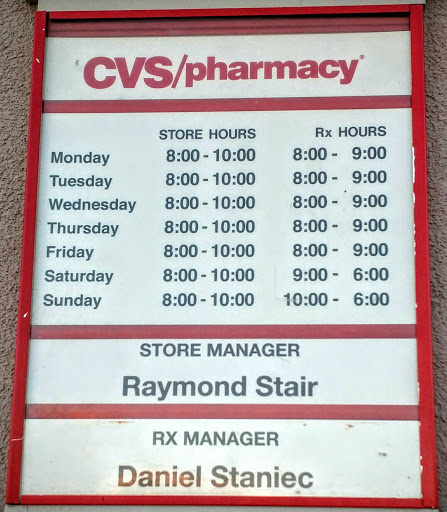 CVS/pharmacy®
STORE HOURS Rx HOURS
Monday 8:00 - 10:00 8:00 - 9:00
Tuesday 8:00 - 10:00 8:00 - 9:00
Wednesday 8:00 - 10:00 8:00 - 9:00
Thursday 8:00 - 10:00 8:00 - 9:00
Friday 8:00 - 10:00 8:00 - 9:00
Saturday 8:00 - 10:00 9:00 - 6:00
Sunday 8:00 - 10:00 10:00 - 6:00
STORE MANAGER
Raymond Stair
RX MANAGER
Daniel Staniec